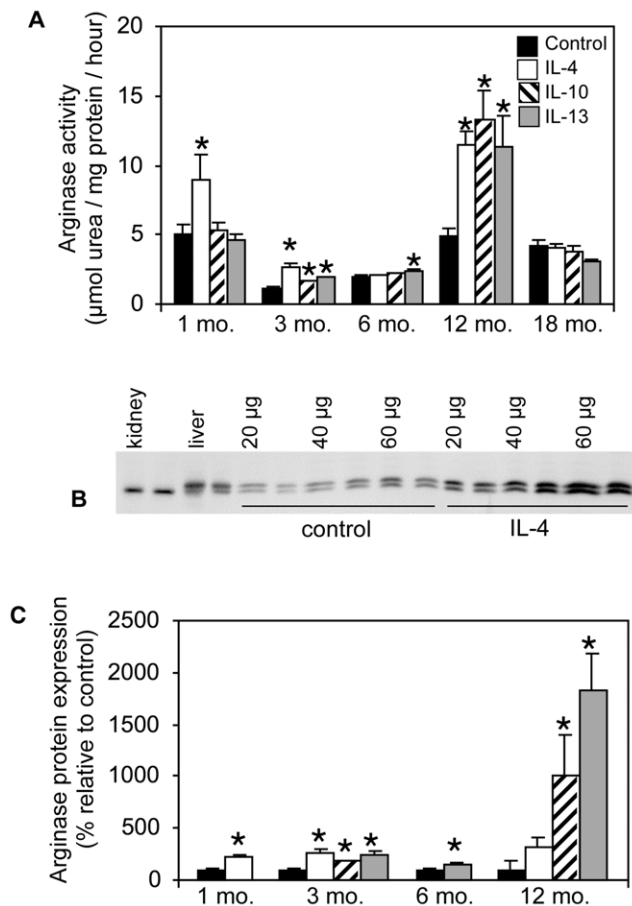 A
Arginase activity
(µmol urea / mg protein / hour)
20
15
10
5
0
Control
IL-4
IL-10
IL-13
*
*
*
*
*
*
*
*
1 mo.
3 mo.
6 mo.
12 mo.
18 mo.
kidney
liver
20 µg
40 µg
60 µg
20 µg
40 µg
60 µg
B
control
IL-4
C
Arginase protein expression
(% relative to control)
2500
2000
1500
1000
500
0
*
*
*
*
*
*
*
1 mo.
3 mo.
6 mo.
12 mo.